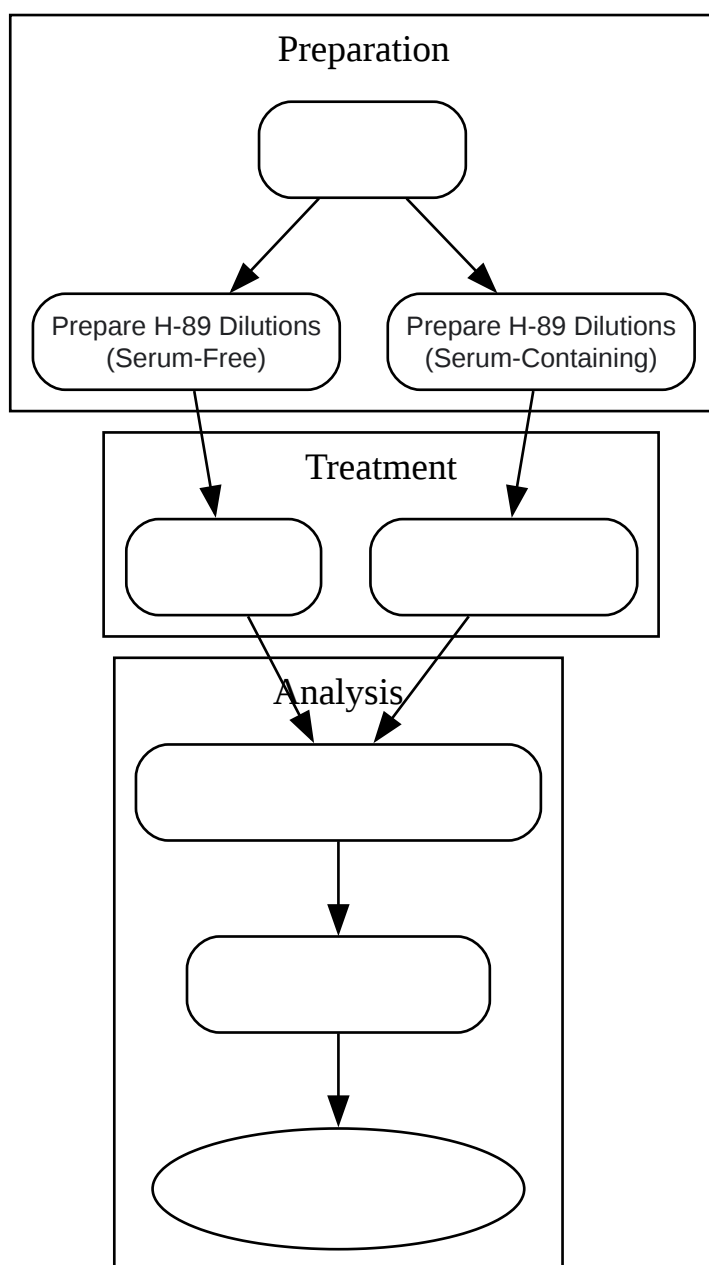 Preparation
Prepare H-89 Dilutions
(Serum-Free)
Prepare H-89 Dilutions
(Serum-Containing)
Treatment
Analysis